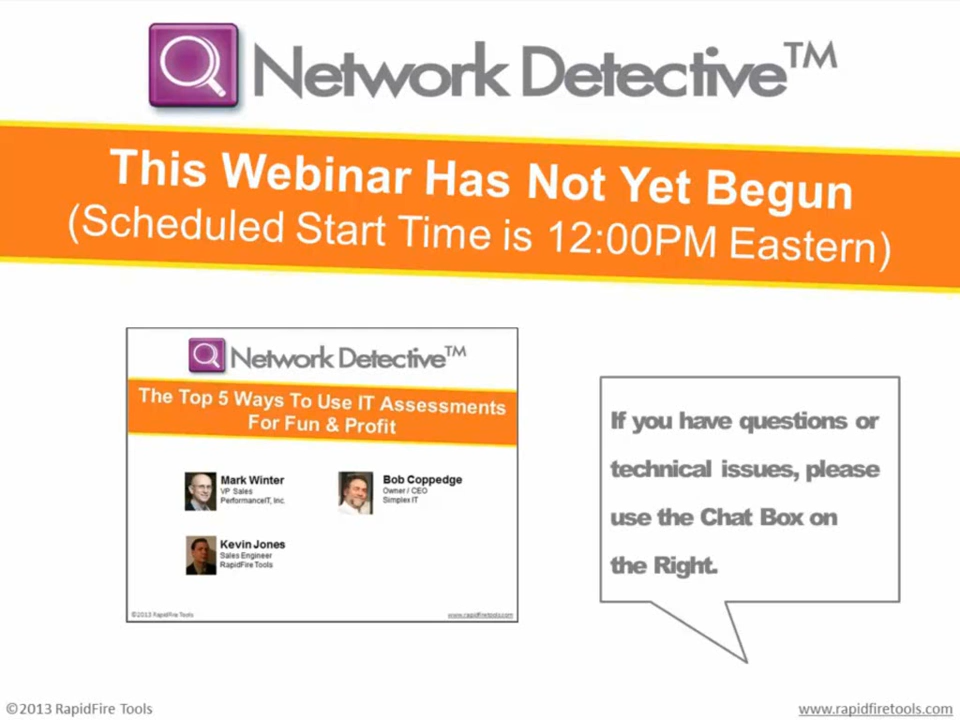 Network Detective™
This Webinar Has Not Yet Begun
(Scheduled Start Time is 12:00PM Eastern)
Network Detective™
The Top 5 Ways To Use IT Assessments
For Fun & Profit
Mark Winter
VP Sales
PerformanceIT, Inc.
Bob Coppedge
Owner / CEO
Simplex IT
Kevin Jones
Sales Engineer
RapidFire Tools
©2013 RapidFire Tools
www.rapidfiretools.com
If you have questions or
technical issues, please
use the Chat Box on
the Right.
©2013 RapidFire Tools
www.rapidfiretools.com